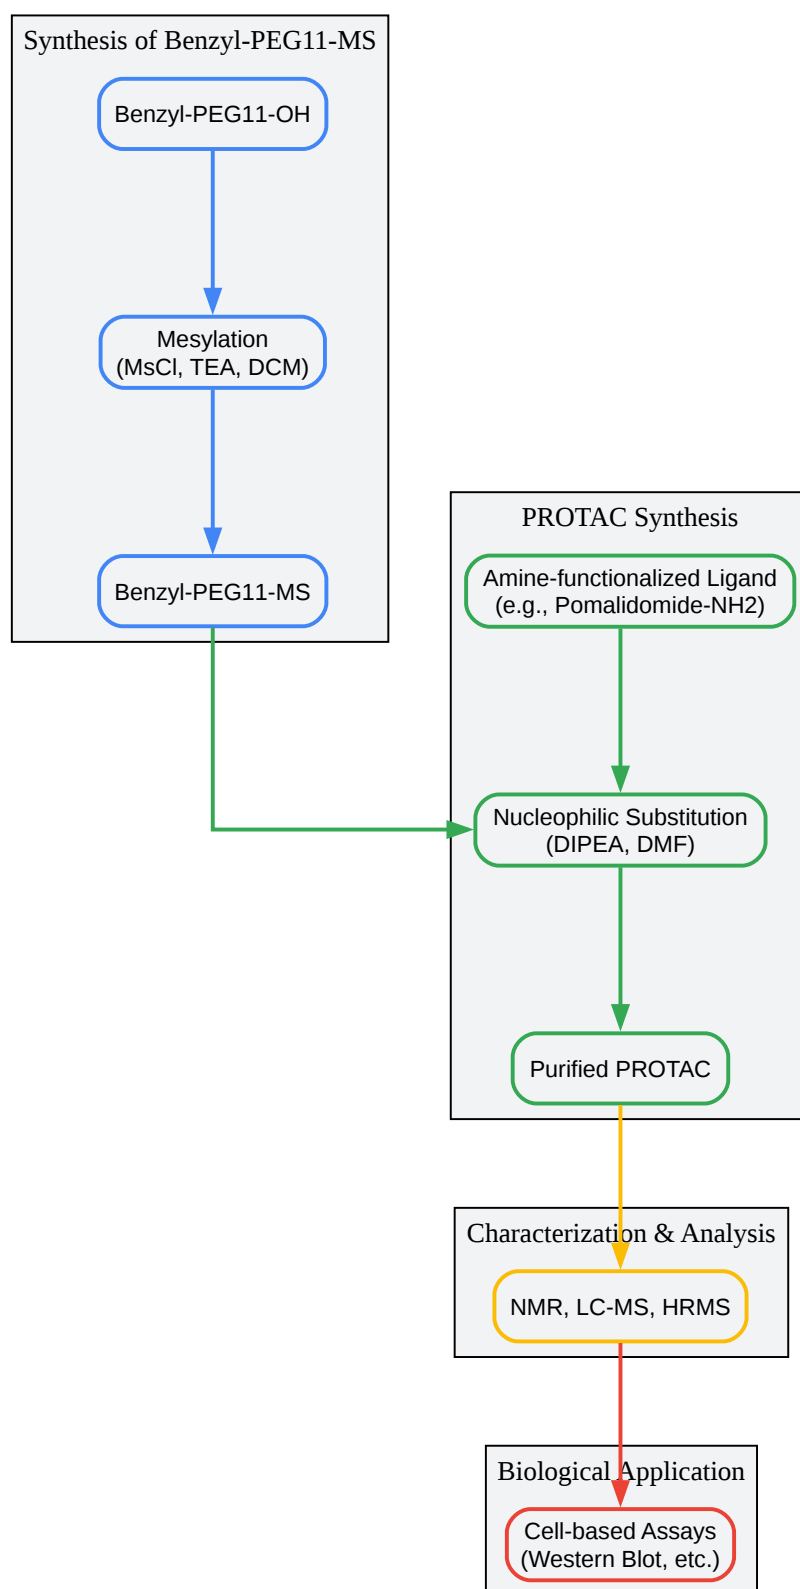 Synthesis of Benzyl-PEG11-MS
Benzyl-PEG11-OH
Mesylation
(MsCl, TEA, DCM)
Benzyl-PEG11-MS
PROTAC Synthesis
Amine-functionalized Ligand
(e.g., Pomalidomide-NH2)
Nucleophilic Substitution
(DIPEA, DMF)
Purified PROTAC
Characterization & Analysis
NMR, LC-MS, HRMS
Biological Application
Cell-based Assays
(Western Blot, etc.)